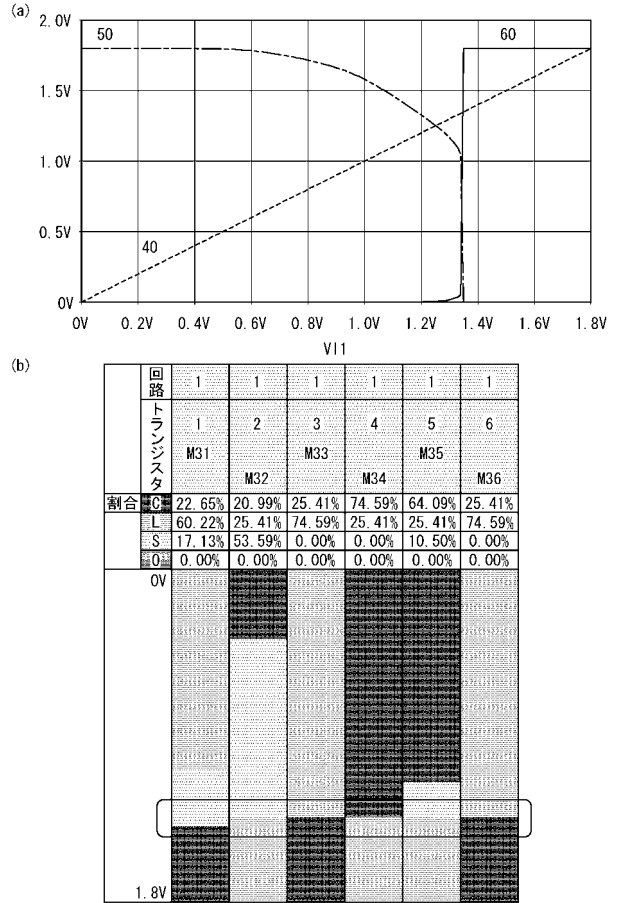 (a)
2.0V
50
60
1.5V
1.0V
0.5V
40
0V
0V 0.2V 0.4V 0.6V 0.8V 1.0V 1.2V 1.4V 1.6V 1.8V
VI1
(b)
回路 1 1 1 1 1 1
トランジスタ 1 2 3 4 5 6
M31 M33 M35
M32 M34 M36
割合 C 22.65% 20.99% 25.41% 74.59% 64.09% 25.41%
L 60.22% 25.41% 74.59% 25.41% 25.41% 74.59%
S 17.13% 53.59% 0.00% 0.00% 10.50% 0.00%
O 0.00% 0.00% 0.00% 0.00% 0.00% 0.00%
0V
1.8V